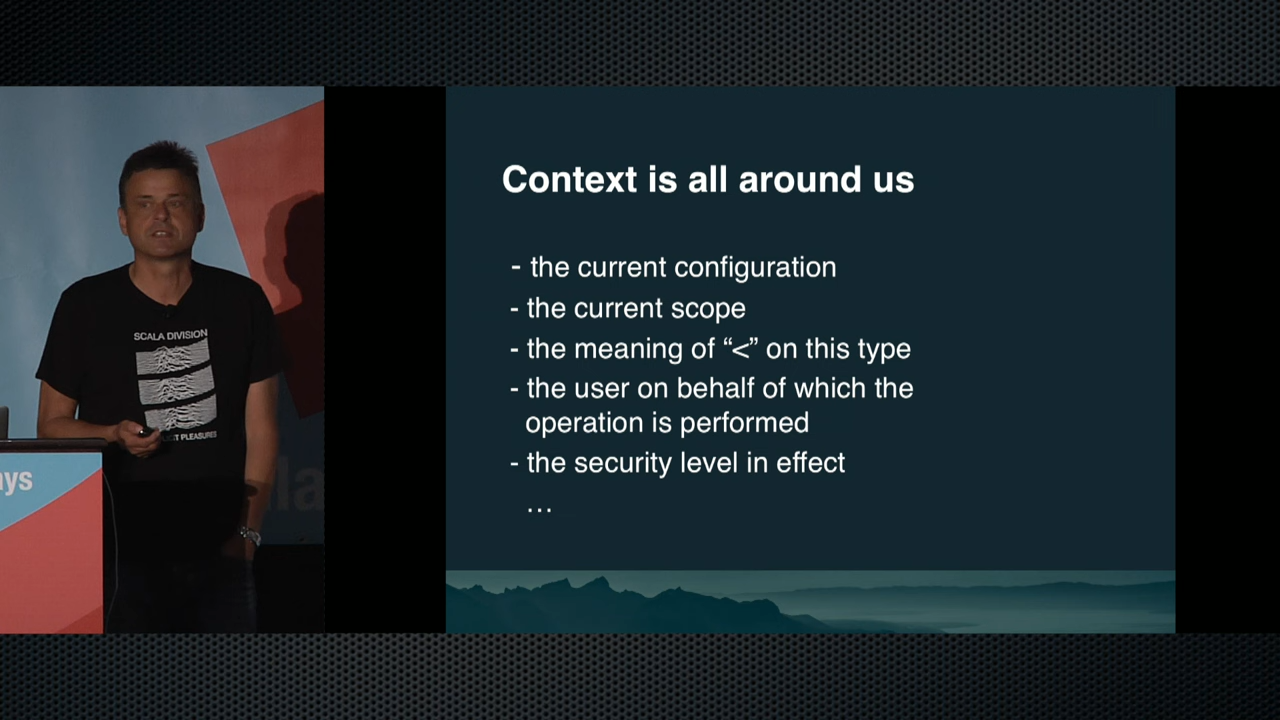 Context is all around us
- the current configuration
- the current scope
- the meaning of “<” on this type
- the user on behalf of which the
operation is performed
- the security level in effect
…
SCALA DIVISION
PLEASURES